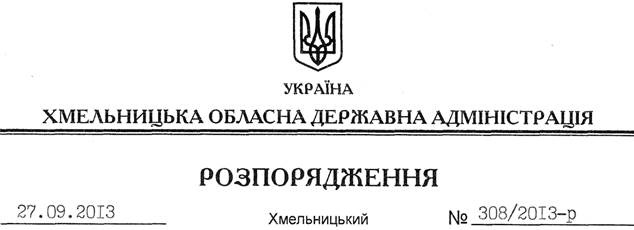 УКРАЇНА
ХМЕЛЬНИЦЬКА ОБЛАСНА ДЕРЖАВНА АДМІНІСТРАЦІЯ
РОЗПОРЯДЖЕННЯ
27.09.2013 Хмельницький № 308/2013-р